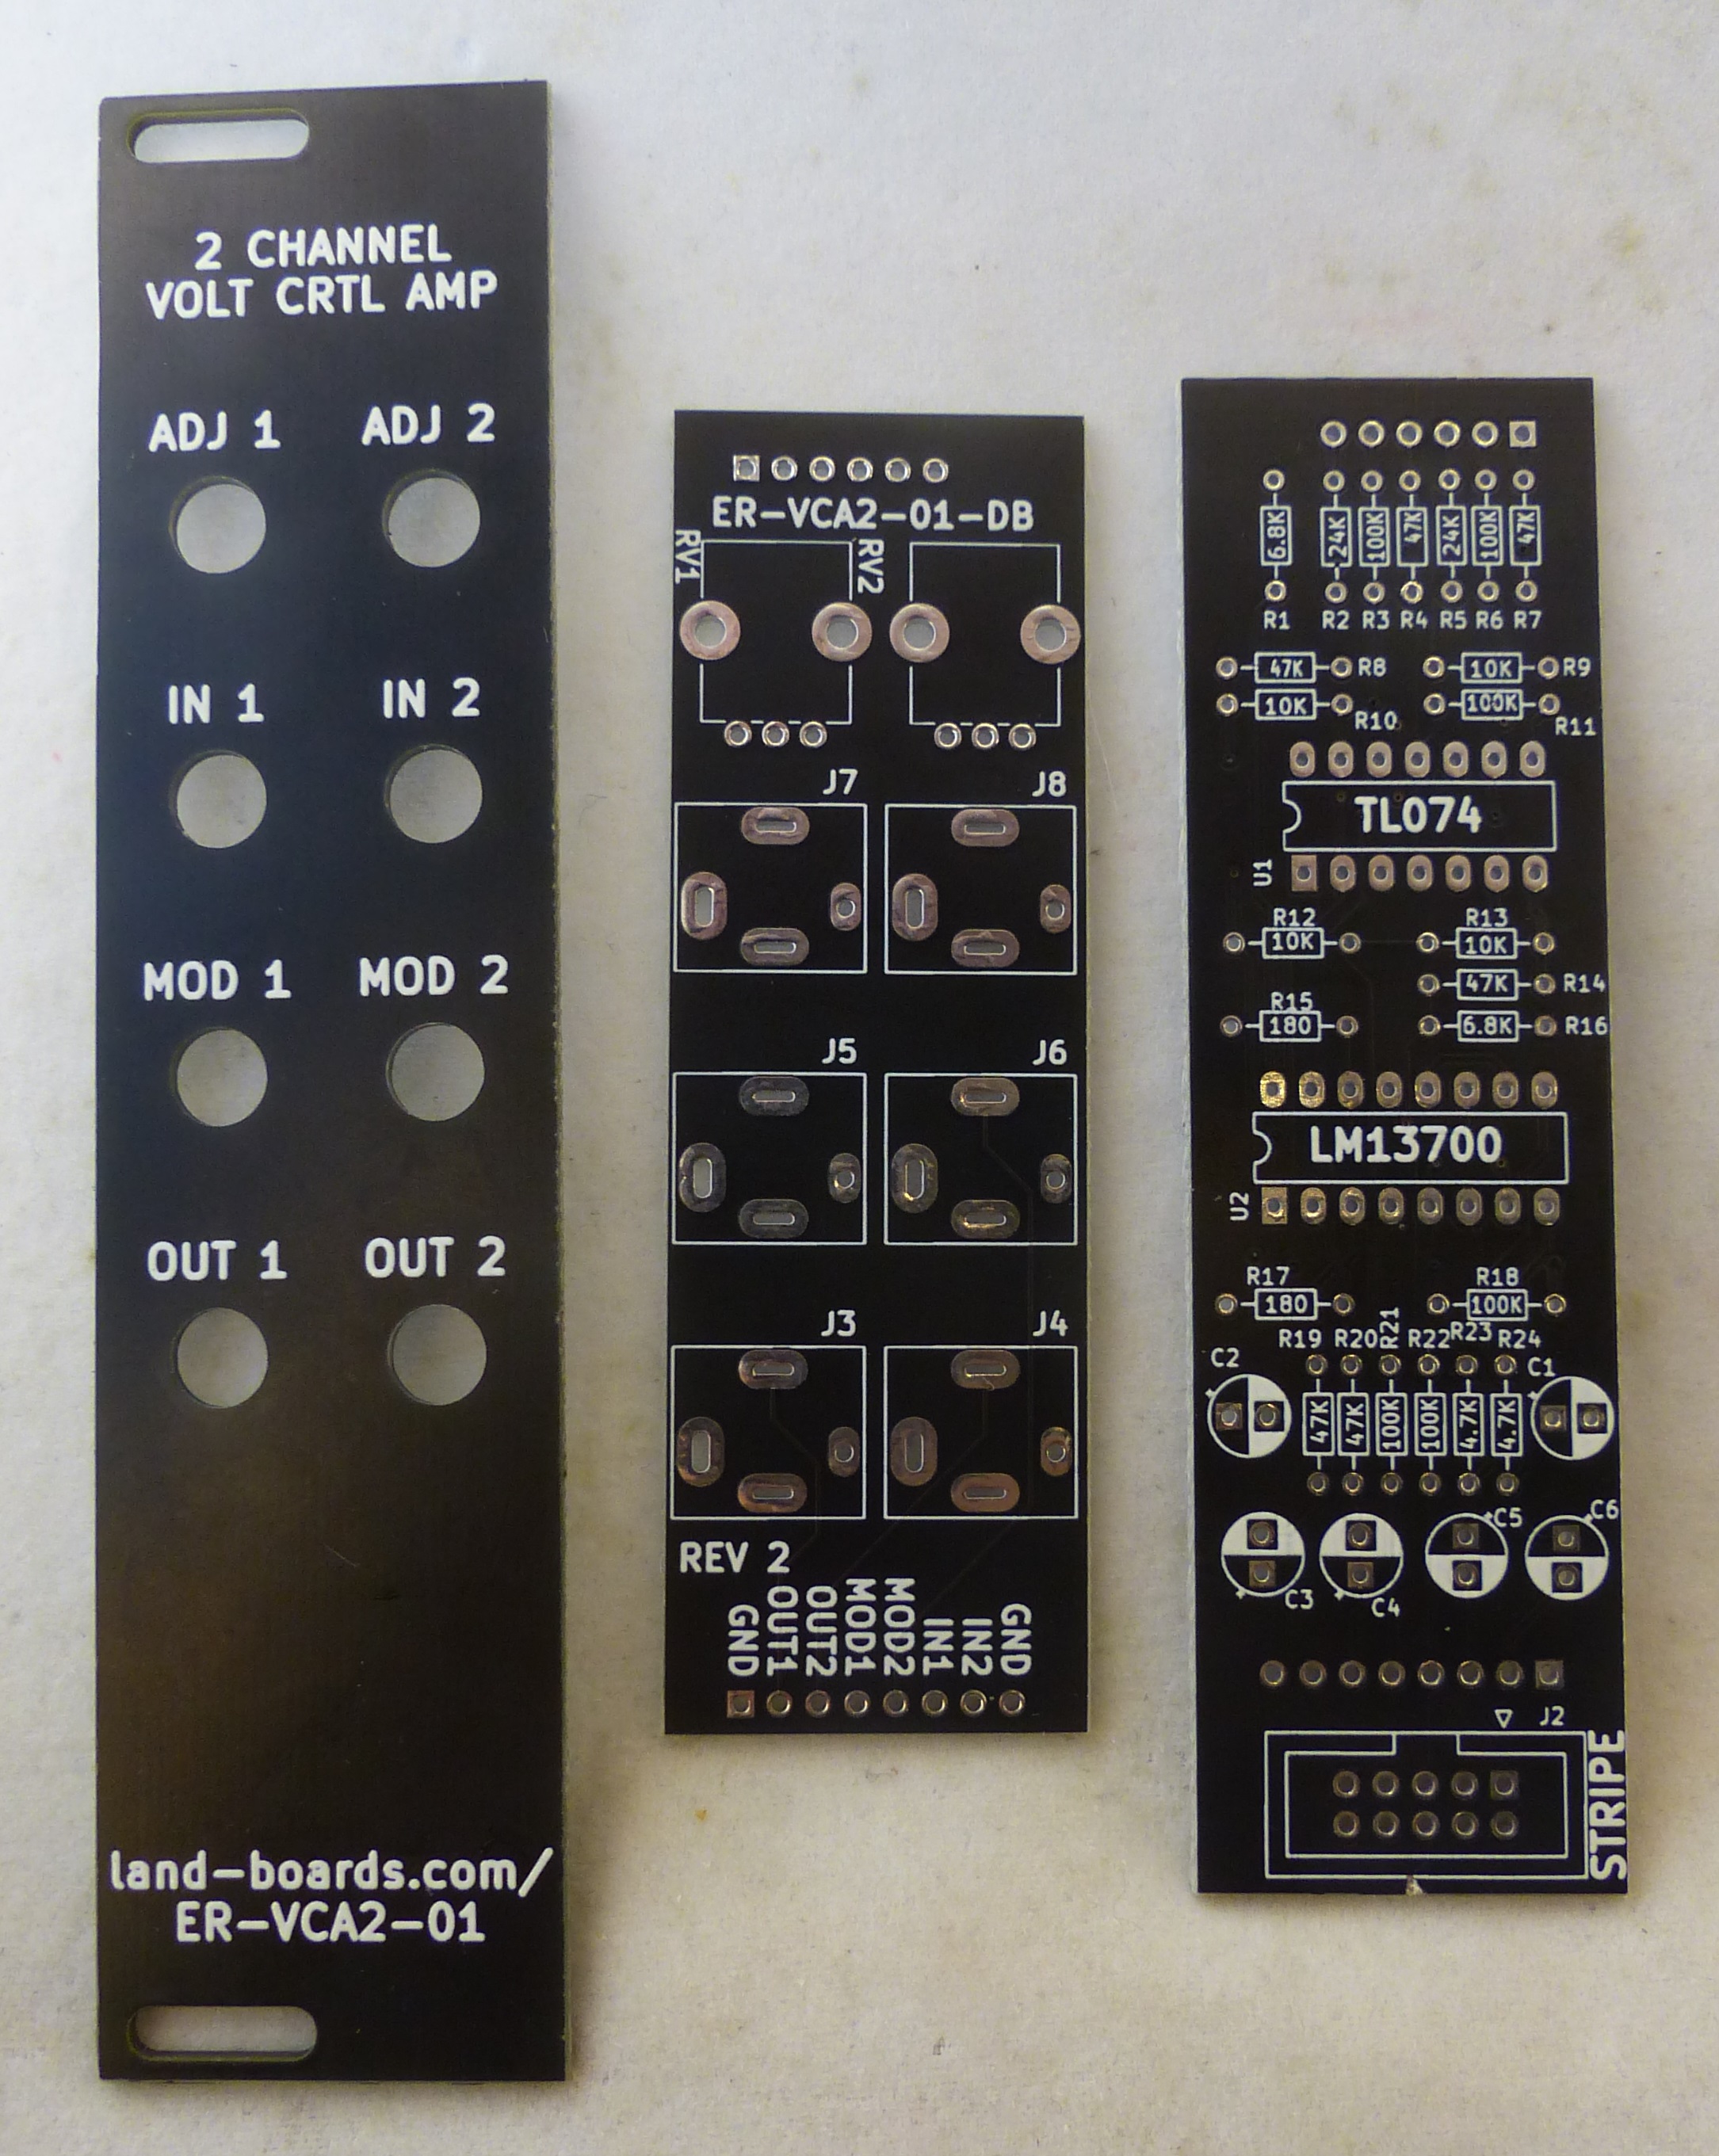 2 CHANNEL
VOLT CRTL AMP
ADJ 1 ADJ 2
IN 1 IN 2
MOD 1 MOD 2
OUT 1 OUT 2
land-boards.com/
ER-VCA2-01
ER-VCA2-01-DB
RV1 RV2
J7 J8
J5 J6
J3 J4
REV 2
GND OUT1 OUT2 MOD1 MOD2 IN1 IN2 GND
6.8K 24K 100K 47K 24K 100K 47K
R1 R2 R3 R4 R5 R6 R7
47K R8 10K R9
10K R10 100K R11
TL074
U1
R12 R13
10K 10K
47K R14
R15
180 6.8K R16
LM13700
U2
R17 R18
180 100K
R19 R20 R21 R22 R23 R24
C2 C1
47K 47K 100K 100K 4.7K 4.7K
C3 C4 C5 C6
J2
STRIPE